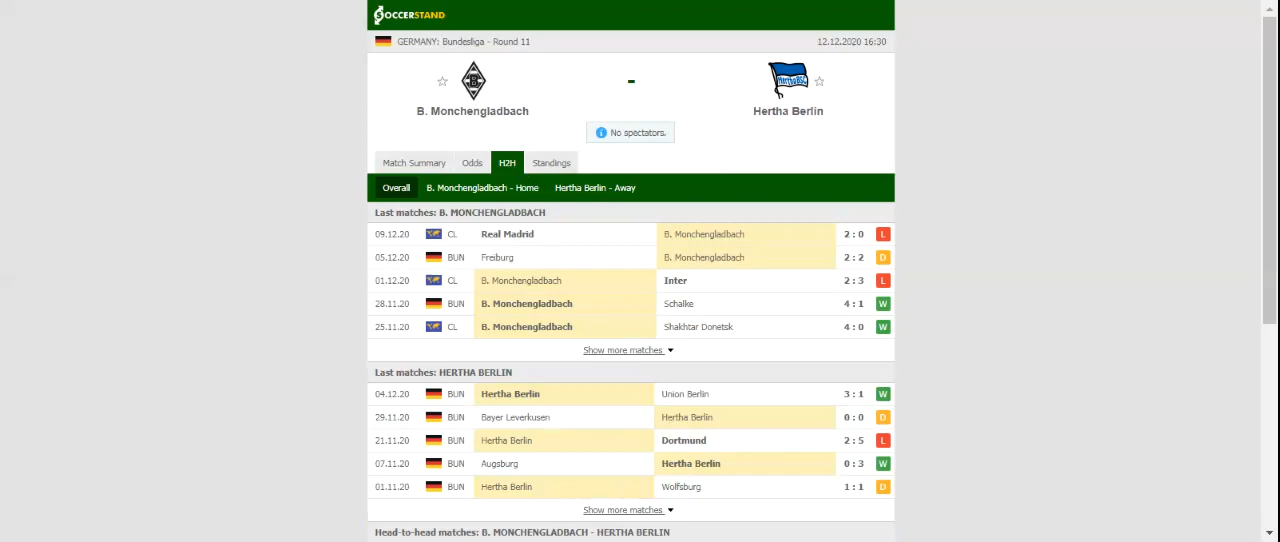 SOCCERSTAND
GERMANY: Bundesliga - Round 11 12.12.2020 16:30
-
Hertha BSC
B. Monchengladbach Hertha Berlin
No spectators.
Match Summary Odds H2H Standings
Overall B. Monchengladbach - Home Hertha Berlin - Away
Last matches: B. MONCHENGLADBACH
09.12.20 CL Real Madrid B. Monchengladbach 2 : 0 L
05.12.20 BUN Freiburg B. Monchengladbach 2 : 2 D
01.12.20 CL B. Monchengladbach Inter 2 : 3 L
28.11.20 BUN B. Monchengladbach Schalke 4 : 1 W
25.11.20 CL B. Monchengladbach Shakhtar Donetsk 4 : 0 W
Show more matches
Last matches: HERTHA BERLIN
04.12.20 BUN Hertha Berlin Union Berlin 3 : 1 W
29.11.20 BUN Bayer Leverkusen Hertha Berlin 0 : 0 D
21.11.20 BUN Hertha Berlin Dortmund 2 : 5 L
07.11.20 BUN Augsburg Hertha Berlin 0 : 3 W
01.11.20 BUN Hertha Berlin Wolfsburg 1 : 1 D
Show more matches
Head-to-head matches: B. MONCHENGLADBACH - HERTHA BERLIN